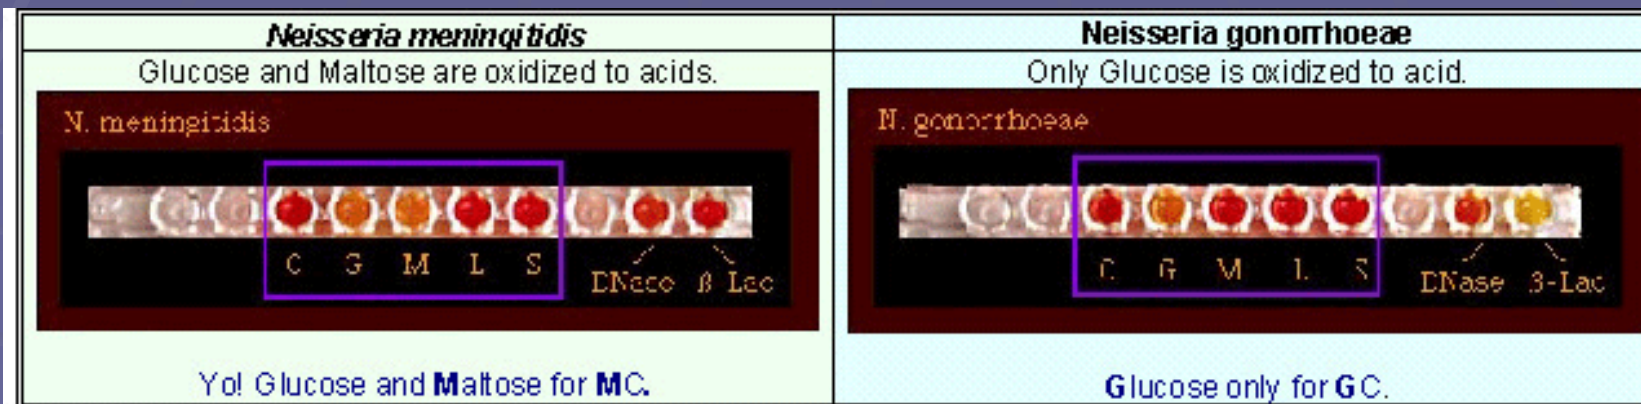 Neisseria meningitidis
Glucose and Maltose are oxidized to acids.
N. meningitidis
C G M L S
DNase β Lac
Yo! Glucose and Maltose for MC.
Neisseria gonorrhoeae
Only Glucose is oxidized to acid.
N. gonorrhoeae
C G M L S
DNase β-Lac
Glucose only for GC.